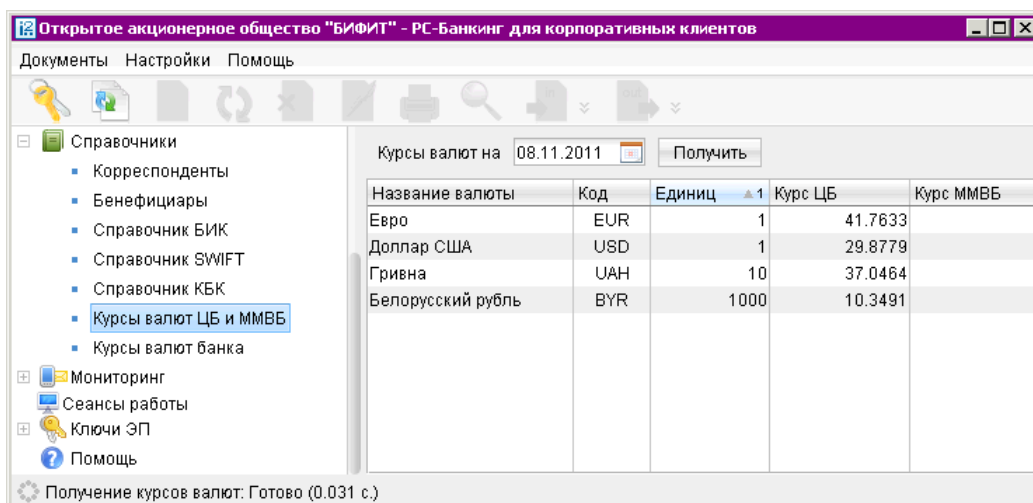 Открытое акционерное общество "БИФИТ" - РС-Банкинг для корпоративных клиентов
Документы Настройки Помощь
in out
Справочники
Корреспонденты
Бенефициары
Справочник БИК
Справочник SWIFT
Справочник КБК
Курсы валют ЦБ и ММВБ
Курсы валют банка
Мониторинг
Сеансы работы
Ключи ЭП
Помощь
Курсы валют на 08.11.2011 Получить
Название валюты Код Единиц 1 Курс ЦБ Курс ММВБ
Евро EUR 1 41.7633
Доллар США USD 1 29.8779
Гривна UAH 10 37.0464
Белорусский рубль BYR 1000 10.3491
Получение курсов валют: Готово (0.031 с.)